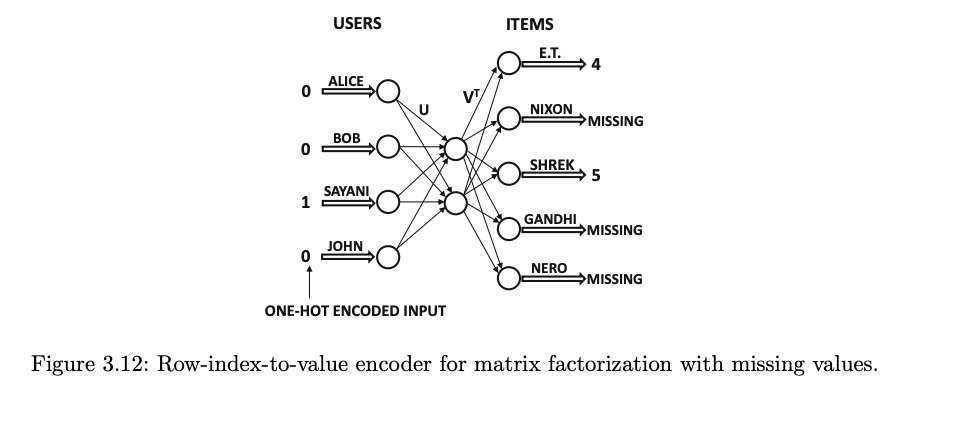 USERS
ITEMS
E.T.
4
0
ALICE
U
V^T
NIXON
MISSING
0
BOB
SHREK
5
1
SAYANI
GANDHI
MISSING
0
JOHN
NERO
MISSING
ONE-HOT ENCODED INPUT
Figure 3.12: Row-index-to-value encoder for matrix factorization with missing values.